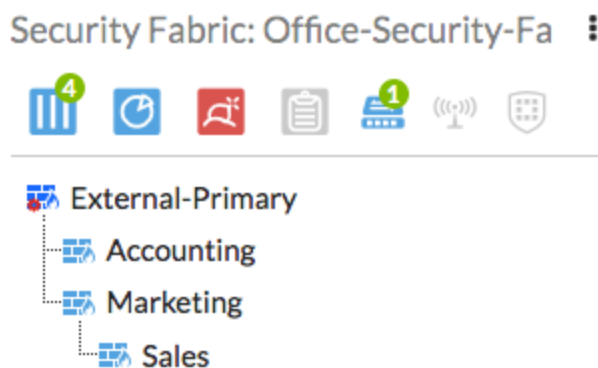 Security Fabric: Office-Security-Fa
4
1
External-Primary
Accounting
Marketing
Sales